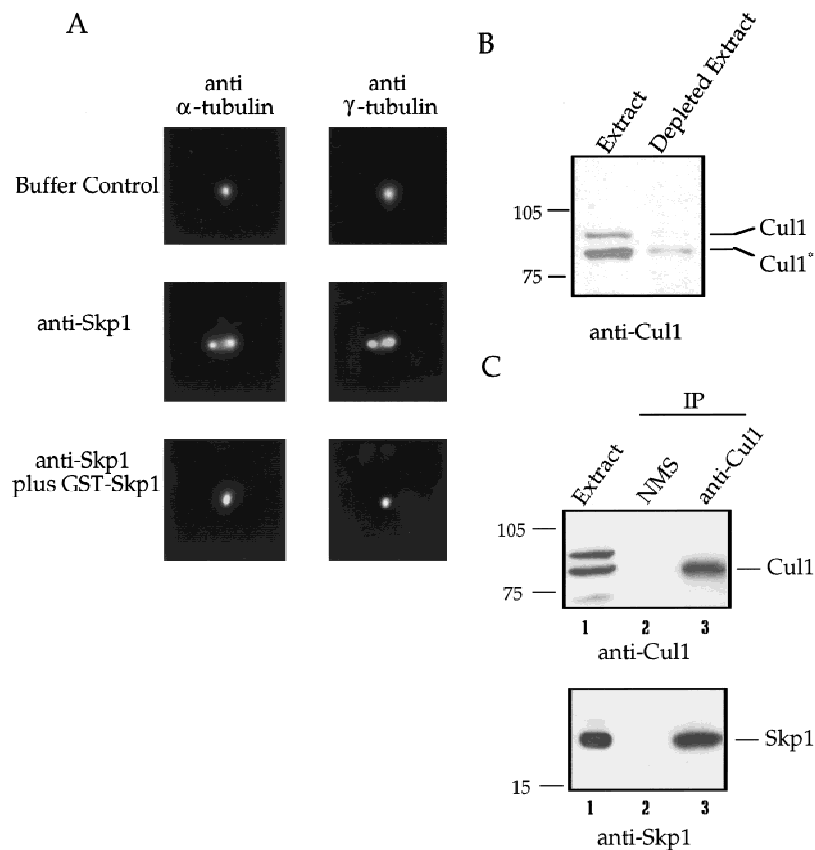 A
anti
α-tubulin
anti
γ-tubulin
Buffer Control
anti-Skp1
anti-Skp1
plus GST-Skp1
B
Extract
Depleted Extract
105
75
Cul1
Cul1*
anti-Cul1
C
IP
Extract
NMS
anti-Cul1
105
75
Cul1
1 2 3
anti-Cul1
Skp1
15
1 2 3
anti-Skp1